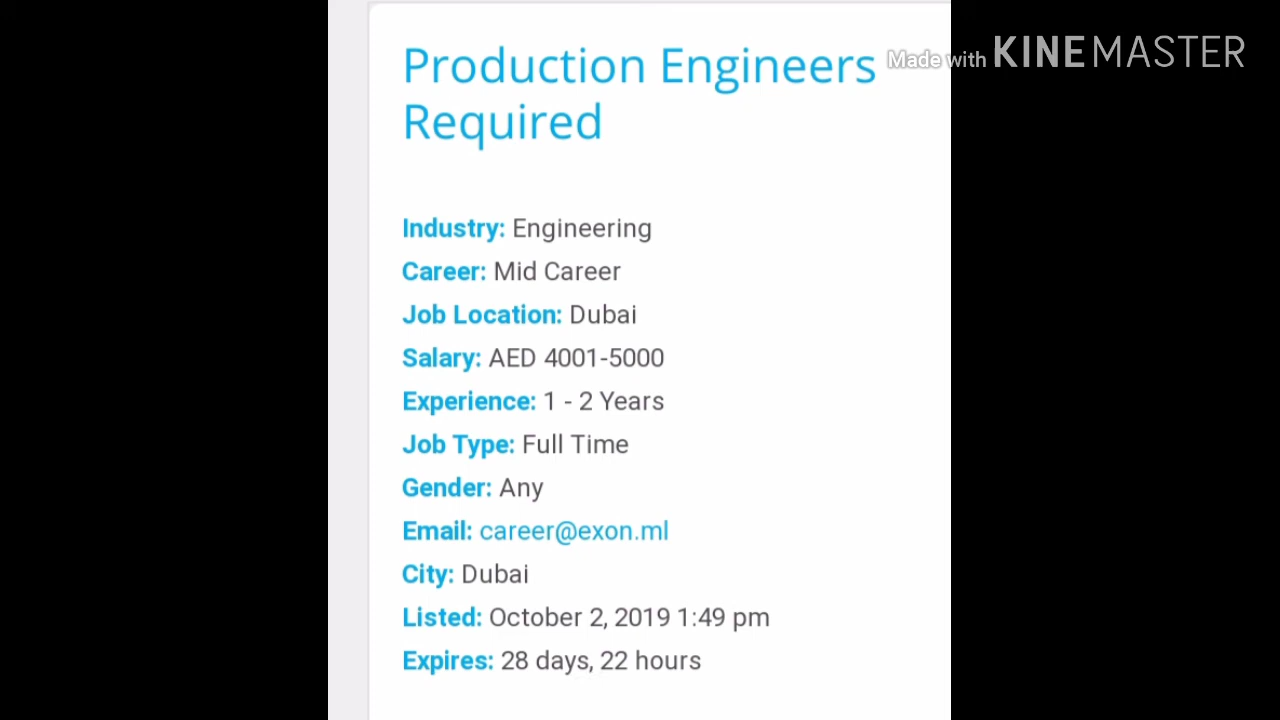 Production Engineers
Required
Made with KINEMASTER
Industry: Engineering
Career: Mid Career
Job Location: Dubai
Salary: AED 4001-5000
Experience: 1 - 2 Years
Job Type: Full Time
Gender: Any
Email: career@exon.ml
City: Dubai
Listed: October 2, 2019 1:49 pm
Expires: 28 days, 22 hours